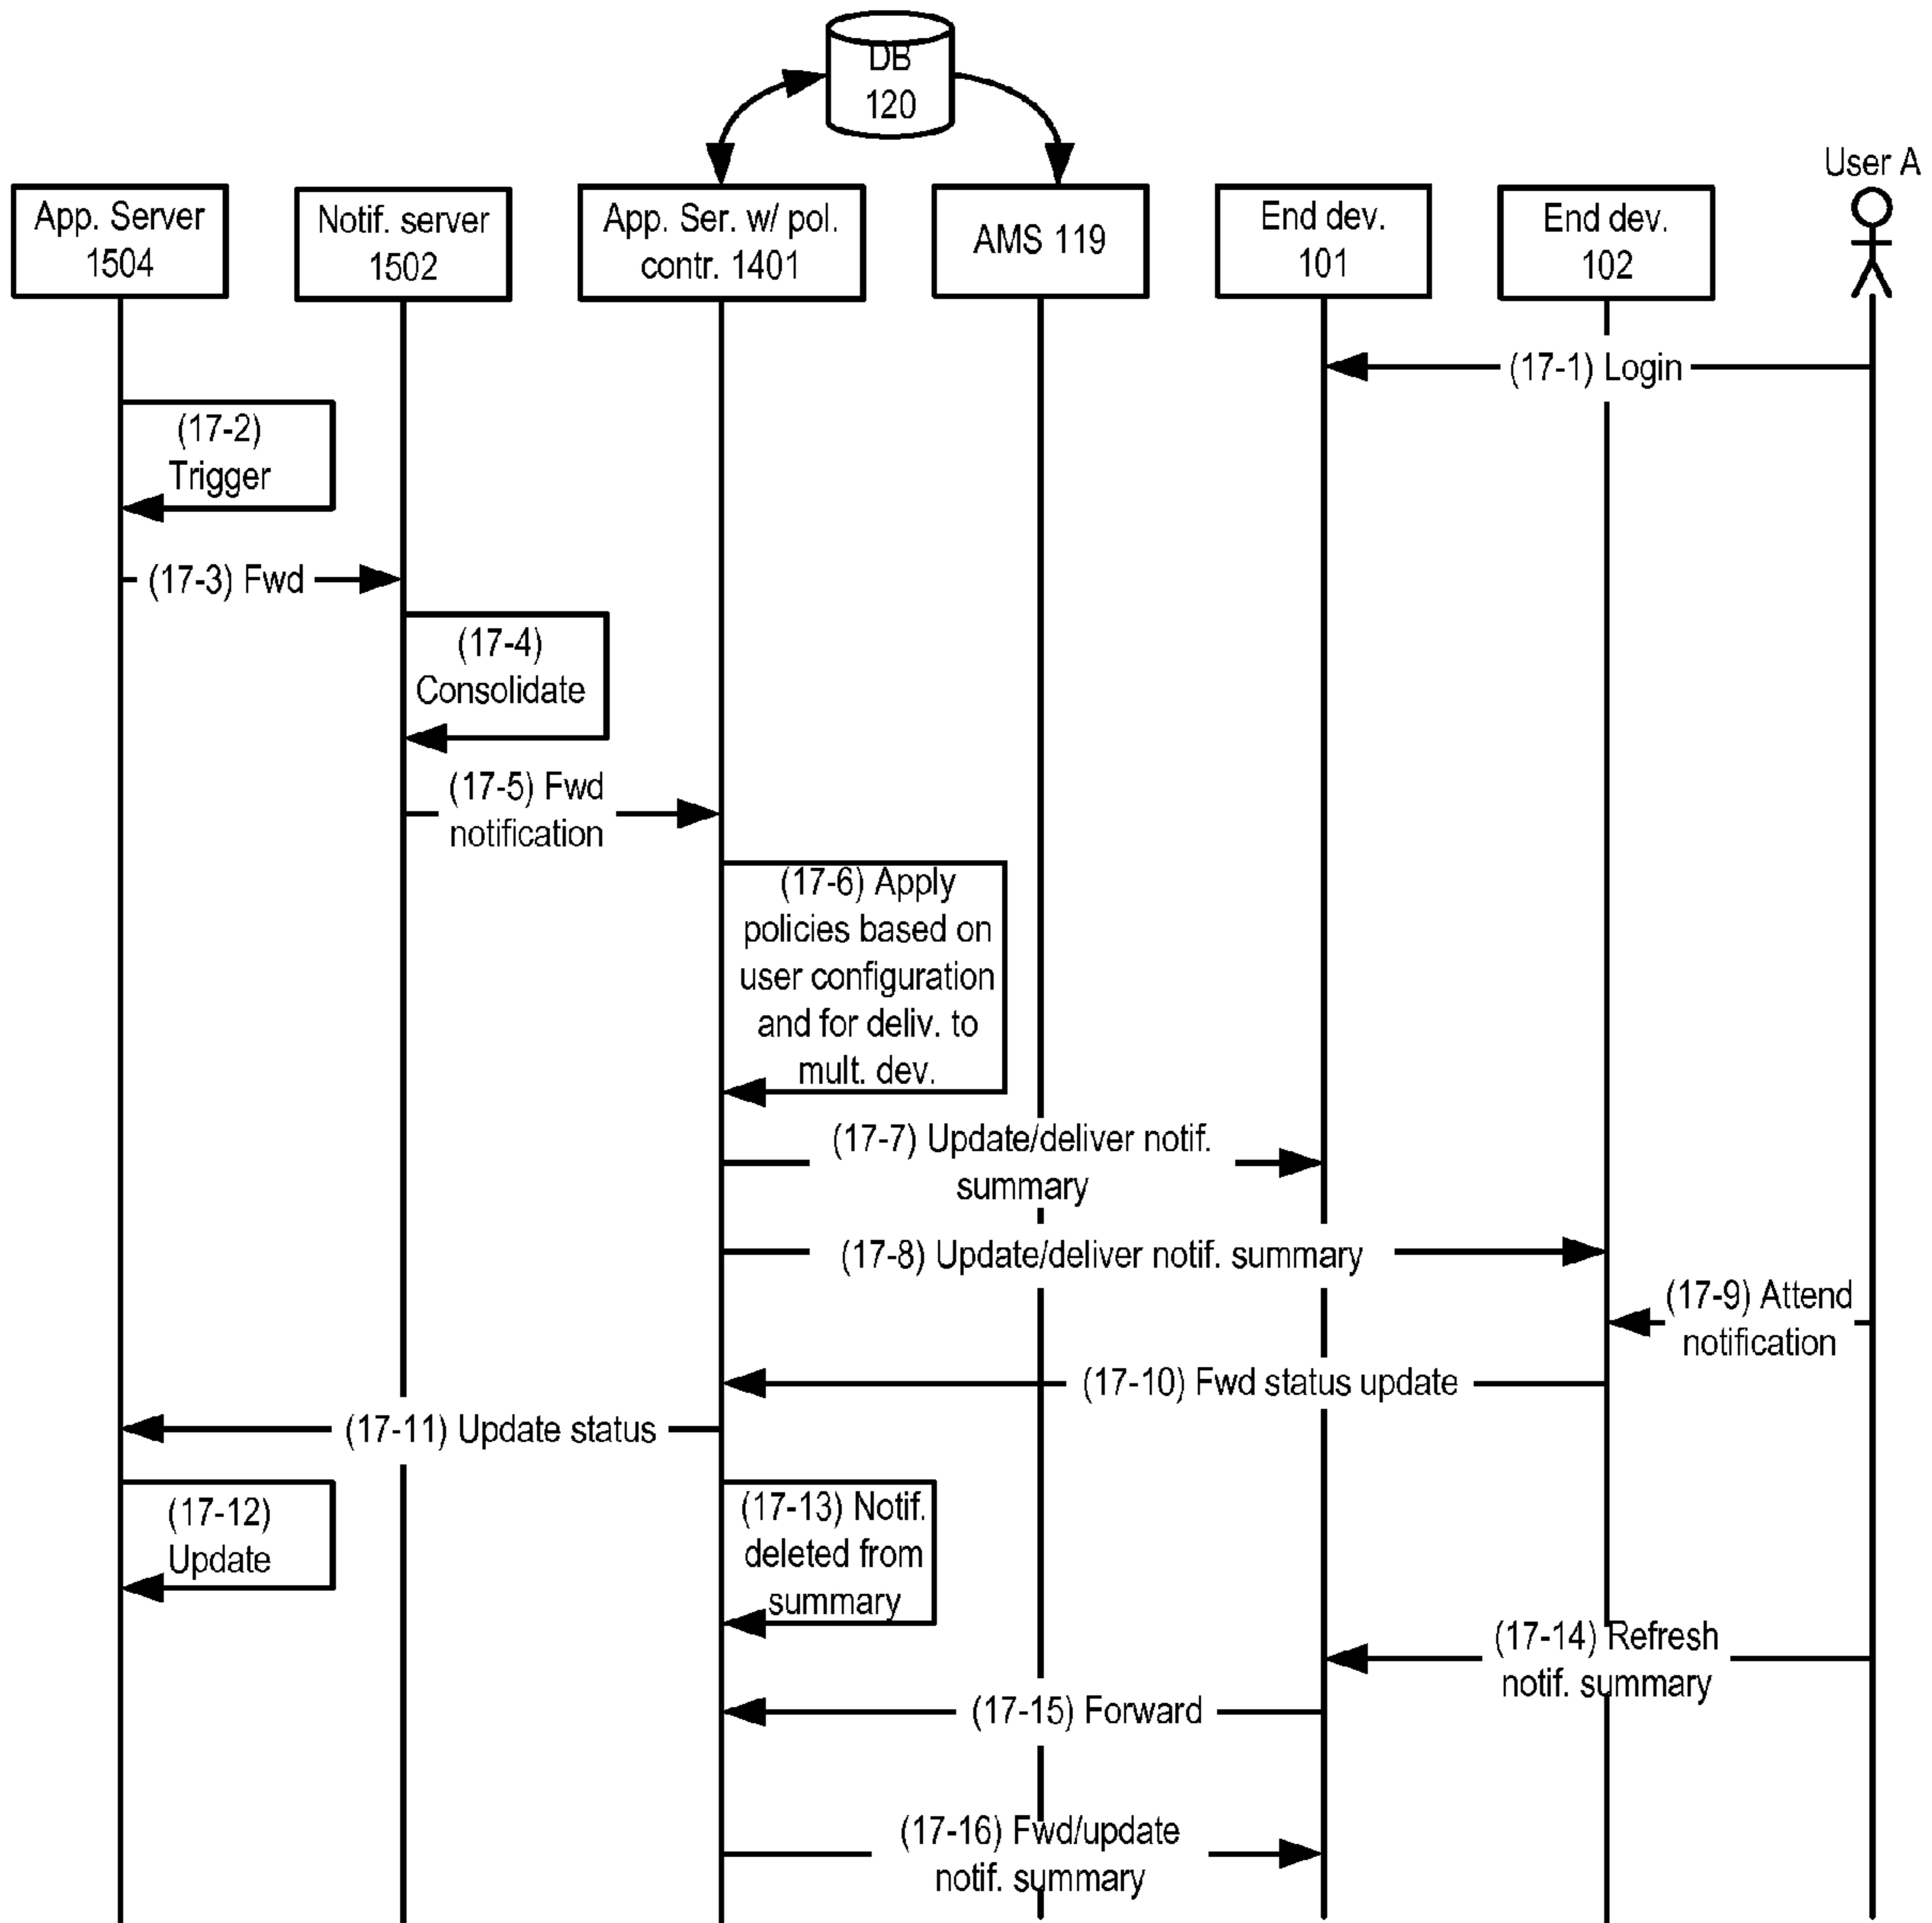 DB
120
User A
App. Server
1504
Notif. server
1502
App. Ser. w/ pol.
contr. 1401
AMS 119
End dev.
101
End dev.
102
(17-1) Login
(17-2)
Trigger
(17-3) Fwd
(17-4)
Consolidate
(17-5) Fwd
notification
(17-6) Apply
policies based on
user configuration
and for deliv. to
mult. dev.
(17-7) Update/deliver notif.
summary
(17-8) Update/deliver notif. summary
(17-9) Attend
notification
(17-10) Fwd status update
(17-11) Update status
(17-12)
Update
(17-13) Notif.
deleted from
summary
(17-14) Refresh
notif. summary
(17-15) Forward
(17-16) Fwd/update
notif. summary